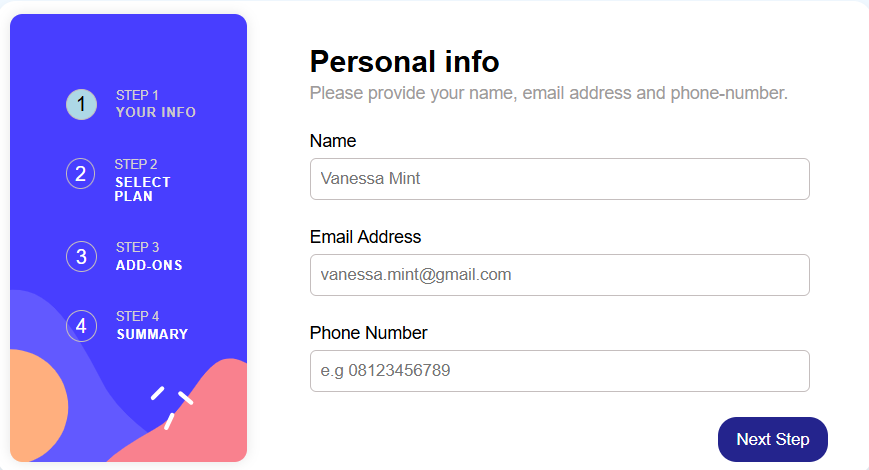 1
STEP 1
YOUR INFO
2
STEP 2
SELECT
PLAN
3
STEP 3
ADD-ONS
4
STEP 4
SUMMARY
Personal info
Please provide your name, email address and phone-number.
Name
Vanessa Mint
Email Address
vanessa.mint@gmail.com
Phone Number
e.g 08123456789
Next Step